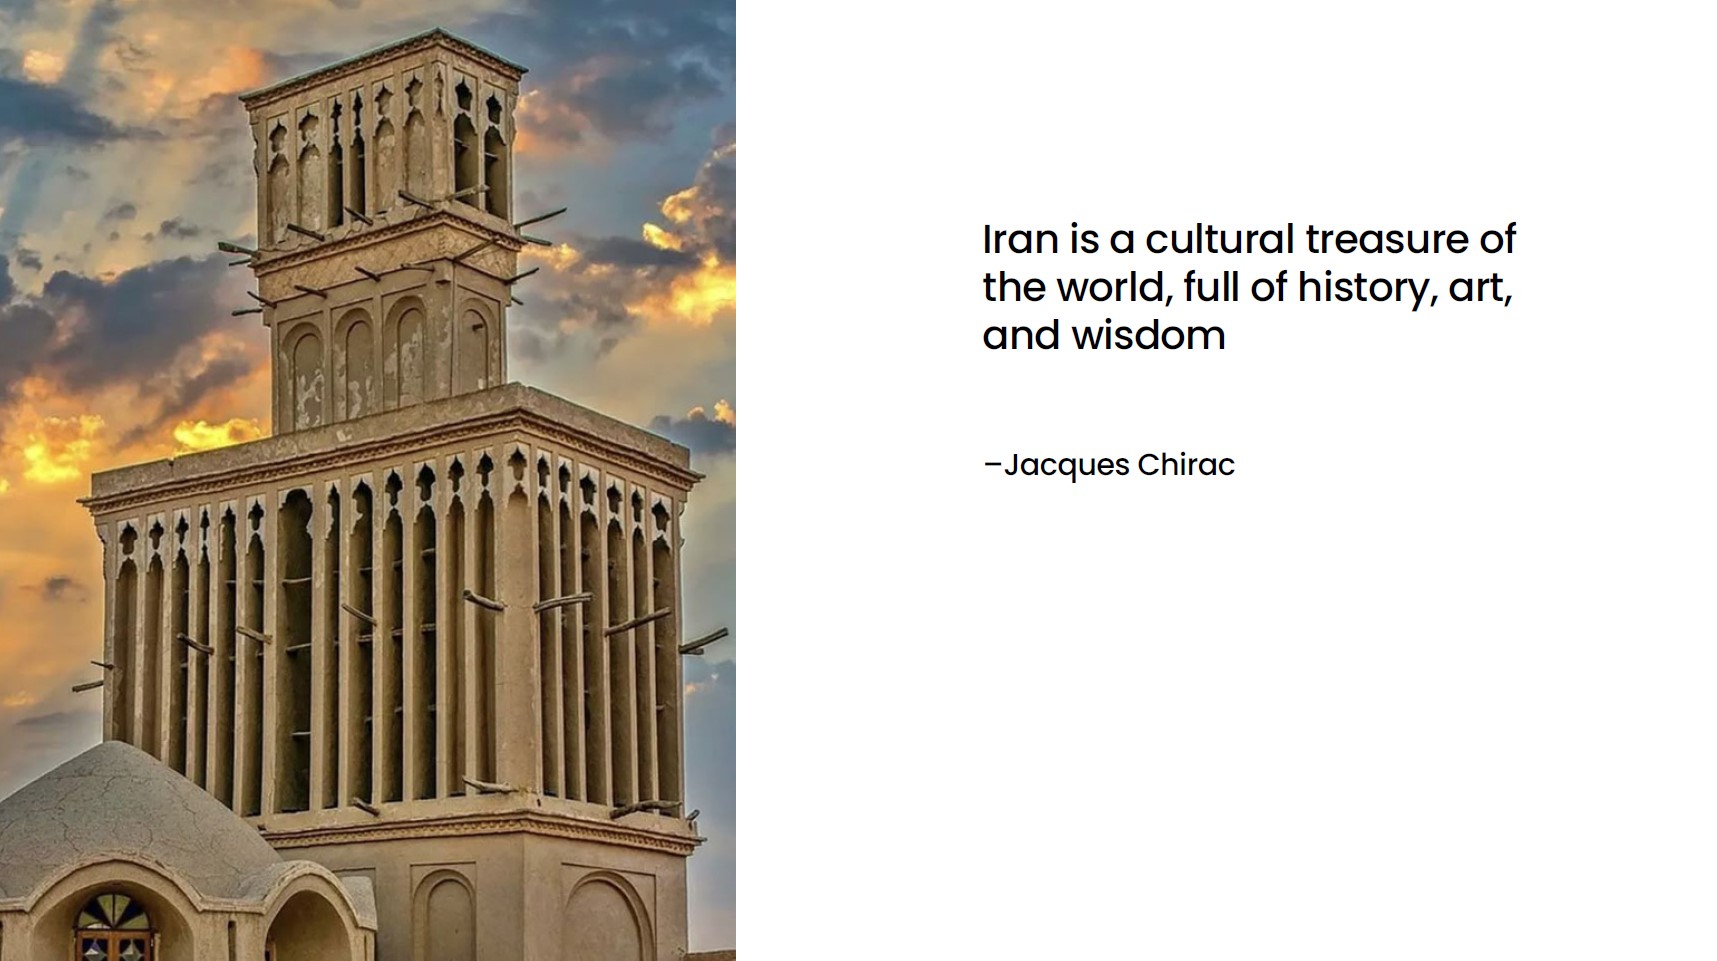 Iran is a cultural treasure of
the world, full of history, art,
and wisdom
–Jacques Chirac